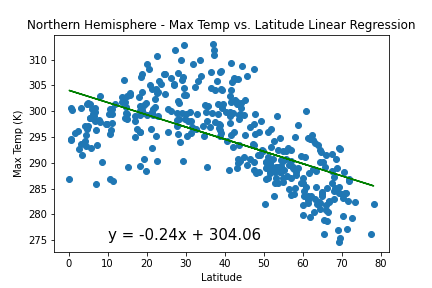 Northern Hemisphere - Max Temp vs. Latitude Linear Regression
310
305
300
295
290
285
280
275
Max Temp (K)
y = -0.24x + 304.06
0 10 20 30 40 50 60 70 80
Latitude